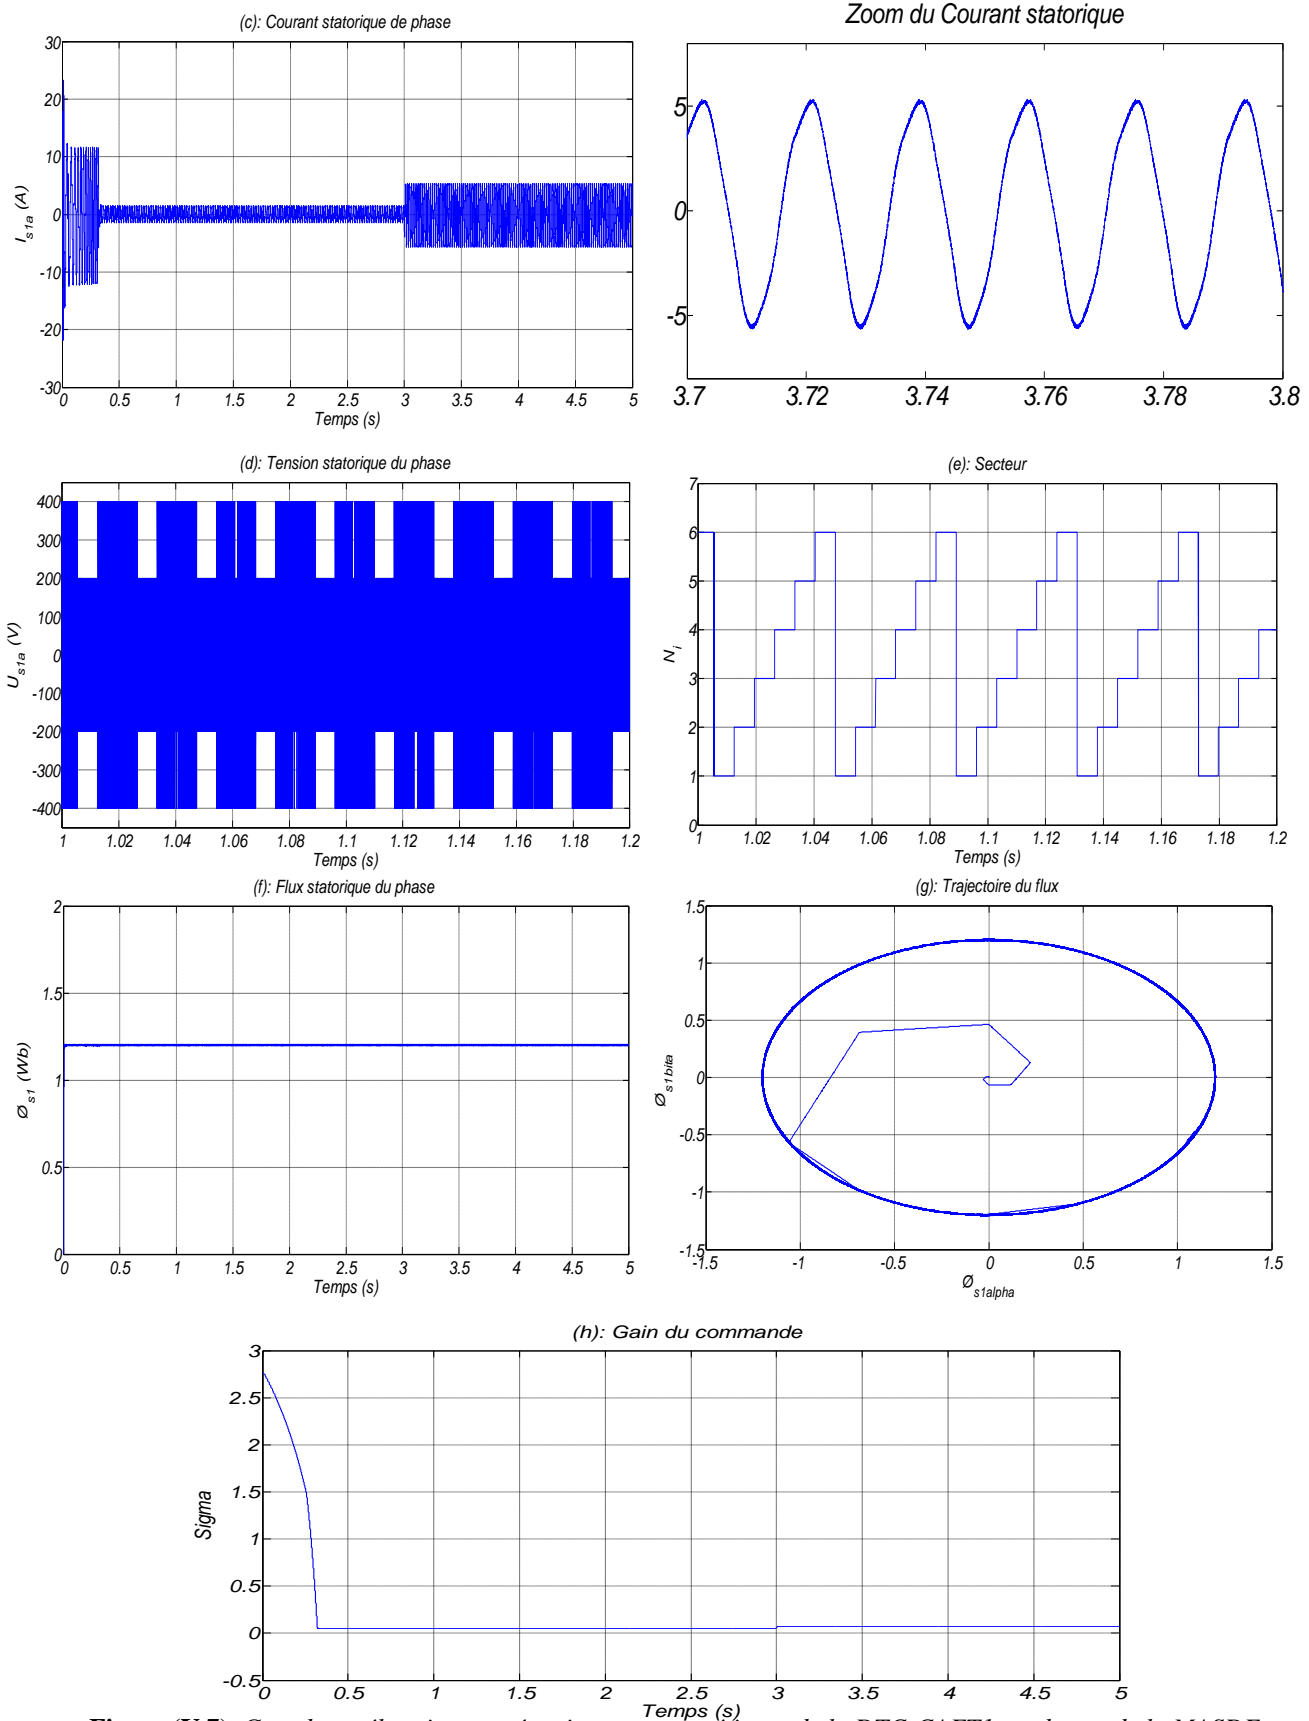 (c): Courant statorique de phase
30
20
10
0
-10
-20
-30
I_s1a (A)
0 0.5 1 1.5 2 2.5 3 3.5 4 4.5 5
Temps (s)
Zoom du Courant statorique
5
0
-5
3.7 3.72 3.74 3.76 3.78 3.8
(d): Tension statorique du phase
400
300
200
100
0
-100
-200
-300
-400
U_s1a (V)
1 1.02 1.04 1.06 1.08 1.1 1.12 1.14 1.16 1.18 1.2
Temps (s)
(e): Secteur
7
6
5
4
3
2
1
0
N_i
1 1.02 1.04 1.06 1.08 1.1 1.12 1.14 1.16 1.18 1.2
Temps (s)
(f): Flux statorique du phase
2
1.5
1
0.5
0
Ø_s1 (Wb)
0 0.5 1 1.5 2 2.5 3 3.5 4 4.5 5
Temps (s)
(g): Trajectoire du flux
1.5
1
0.5
0
-0.5
-1
-1.5
Ø_s1bita
-1.5 -1 -0.5 0 0.5 1 1.5
Ø_s1alpha
(h): Gain du commande
3
2.5
2
1.5
1
0.5
0
-0.5
Sigma
0 0.5 1 1.5 2 2.5 3 3.5 4 4.5 5
Temps (s)